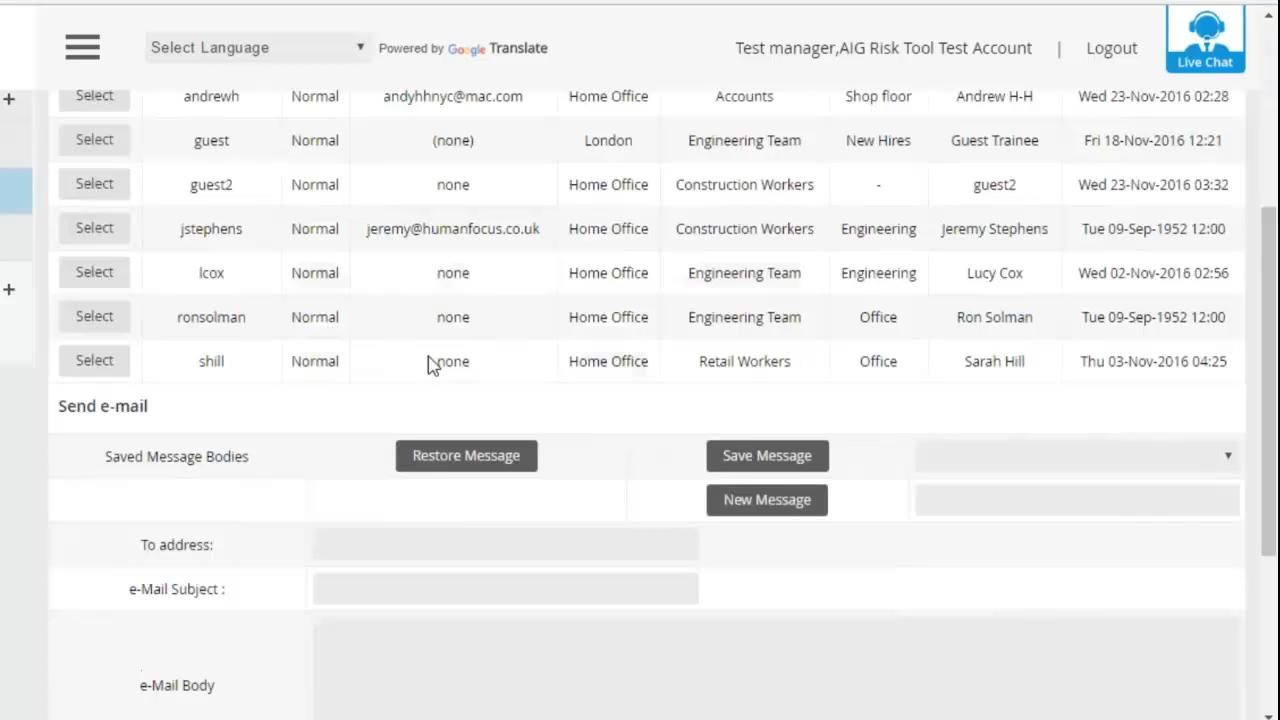 Select Language ▼ Powered by Google Translate Test manager,AIG Risk Tool Test Account | Logout
Live Chat
+
Select andrewh Normal andyhhnyc@mac.com Home Office Accounts Shop floor Andrew H-H Wed 23-Nov-2016 02:28
Select guest Normal (none) London Engineering Team New Hires Guest Trainee Fri 18-Nov-2016 12:21
Select guest2 Normal none Home Office Construction Workers - guest2 Wed 23-Nov-2016 03:32
Select jstephens Normal jeremy@humanfocus.co.uk Home Office Construction Workers Engineering Jeremy Stephens Tue 09-Sep-1952 12:00
Select lcox Normal none Home Office Engineering Team Engineering Lucy Cox Wed 02-Nov-2016 02:56
+
Select ronsolman Normal none Home Office Engineering Team Office Ron Solman Tue 09-Sep-1952 12:00
Select shill Normal none Home Office Retail Workers Office Sarah Hill Thu 03-Nov-2016 04:25
Send e-mail
Saved Message Bodies Restore Message Save Message ▼
New Message
To address:
e-Mail Subject :
e-Mail Body